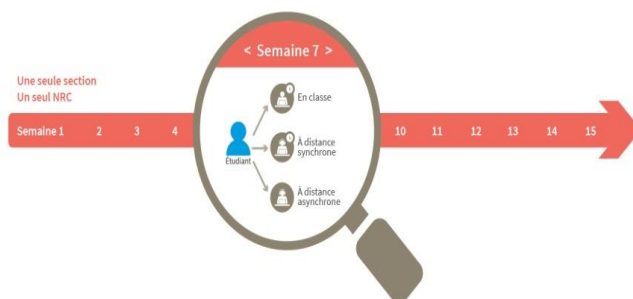 < Semaine 7 >
Une seule section
Un seul NRC
Semaine 1 2 3 4 10 11 12 13 14 15
En classe
À distance
synchrone
Étudiant
À distance
asynchrone